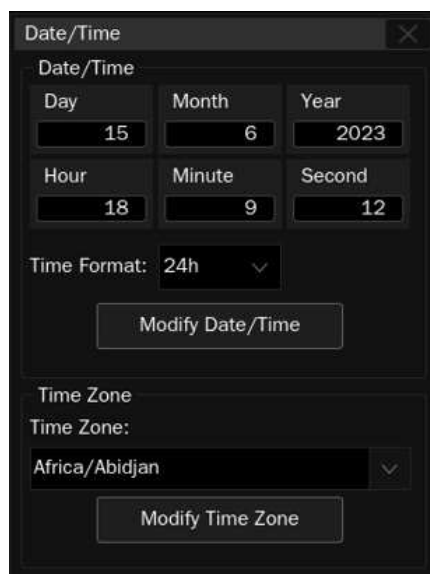 Date/Time
Date/Time
Day Month Year
15 6 2023
Hour Minute Second
18 9 12
Time Format: 24h
Modify Date/Time
Time Zone
Time Zone:
Africa/Abidjan
Modify Time Zone